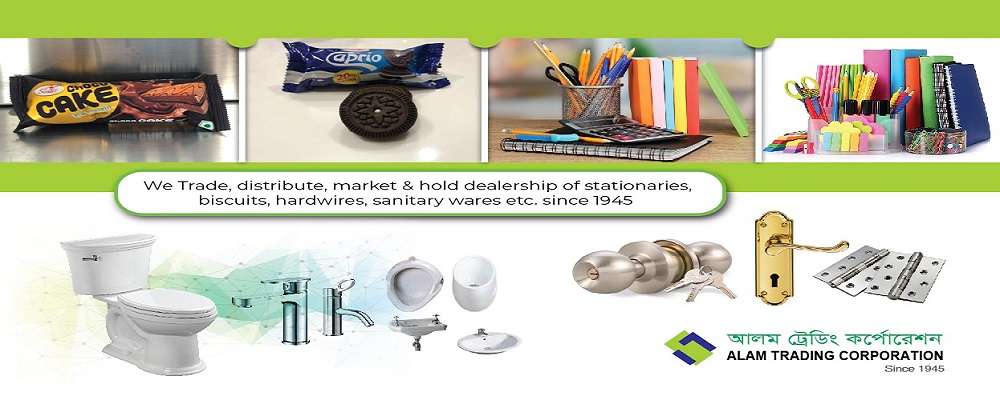 CHOCO
CAKE
aprio
We Trade, distribute, market & hold dealership of stationaries,
biscuits, hardwires, sanitary wares etc. since 1945
আলম ট্রেডিং কর্পোরেশন
ALAM TRADING CORPORATION
Since 1945